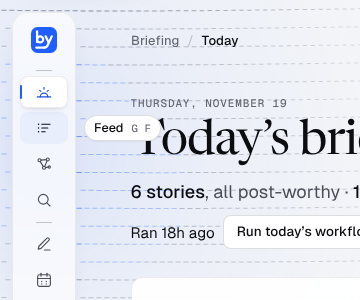 by
Briefing / Today
THURSDAY, NOVEMBER 19
Feed G F
Today's bri
6 stories, all post-worthy · 1
Ran 18h ago
Run today's workflo